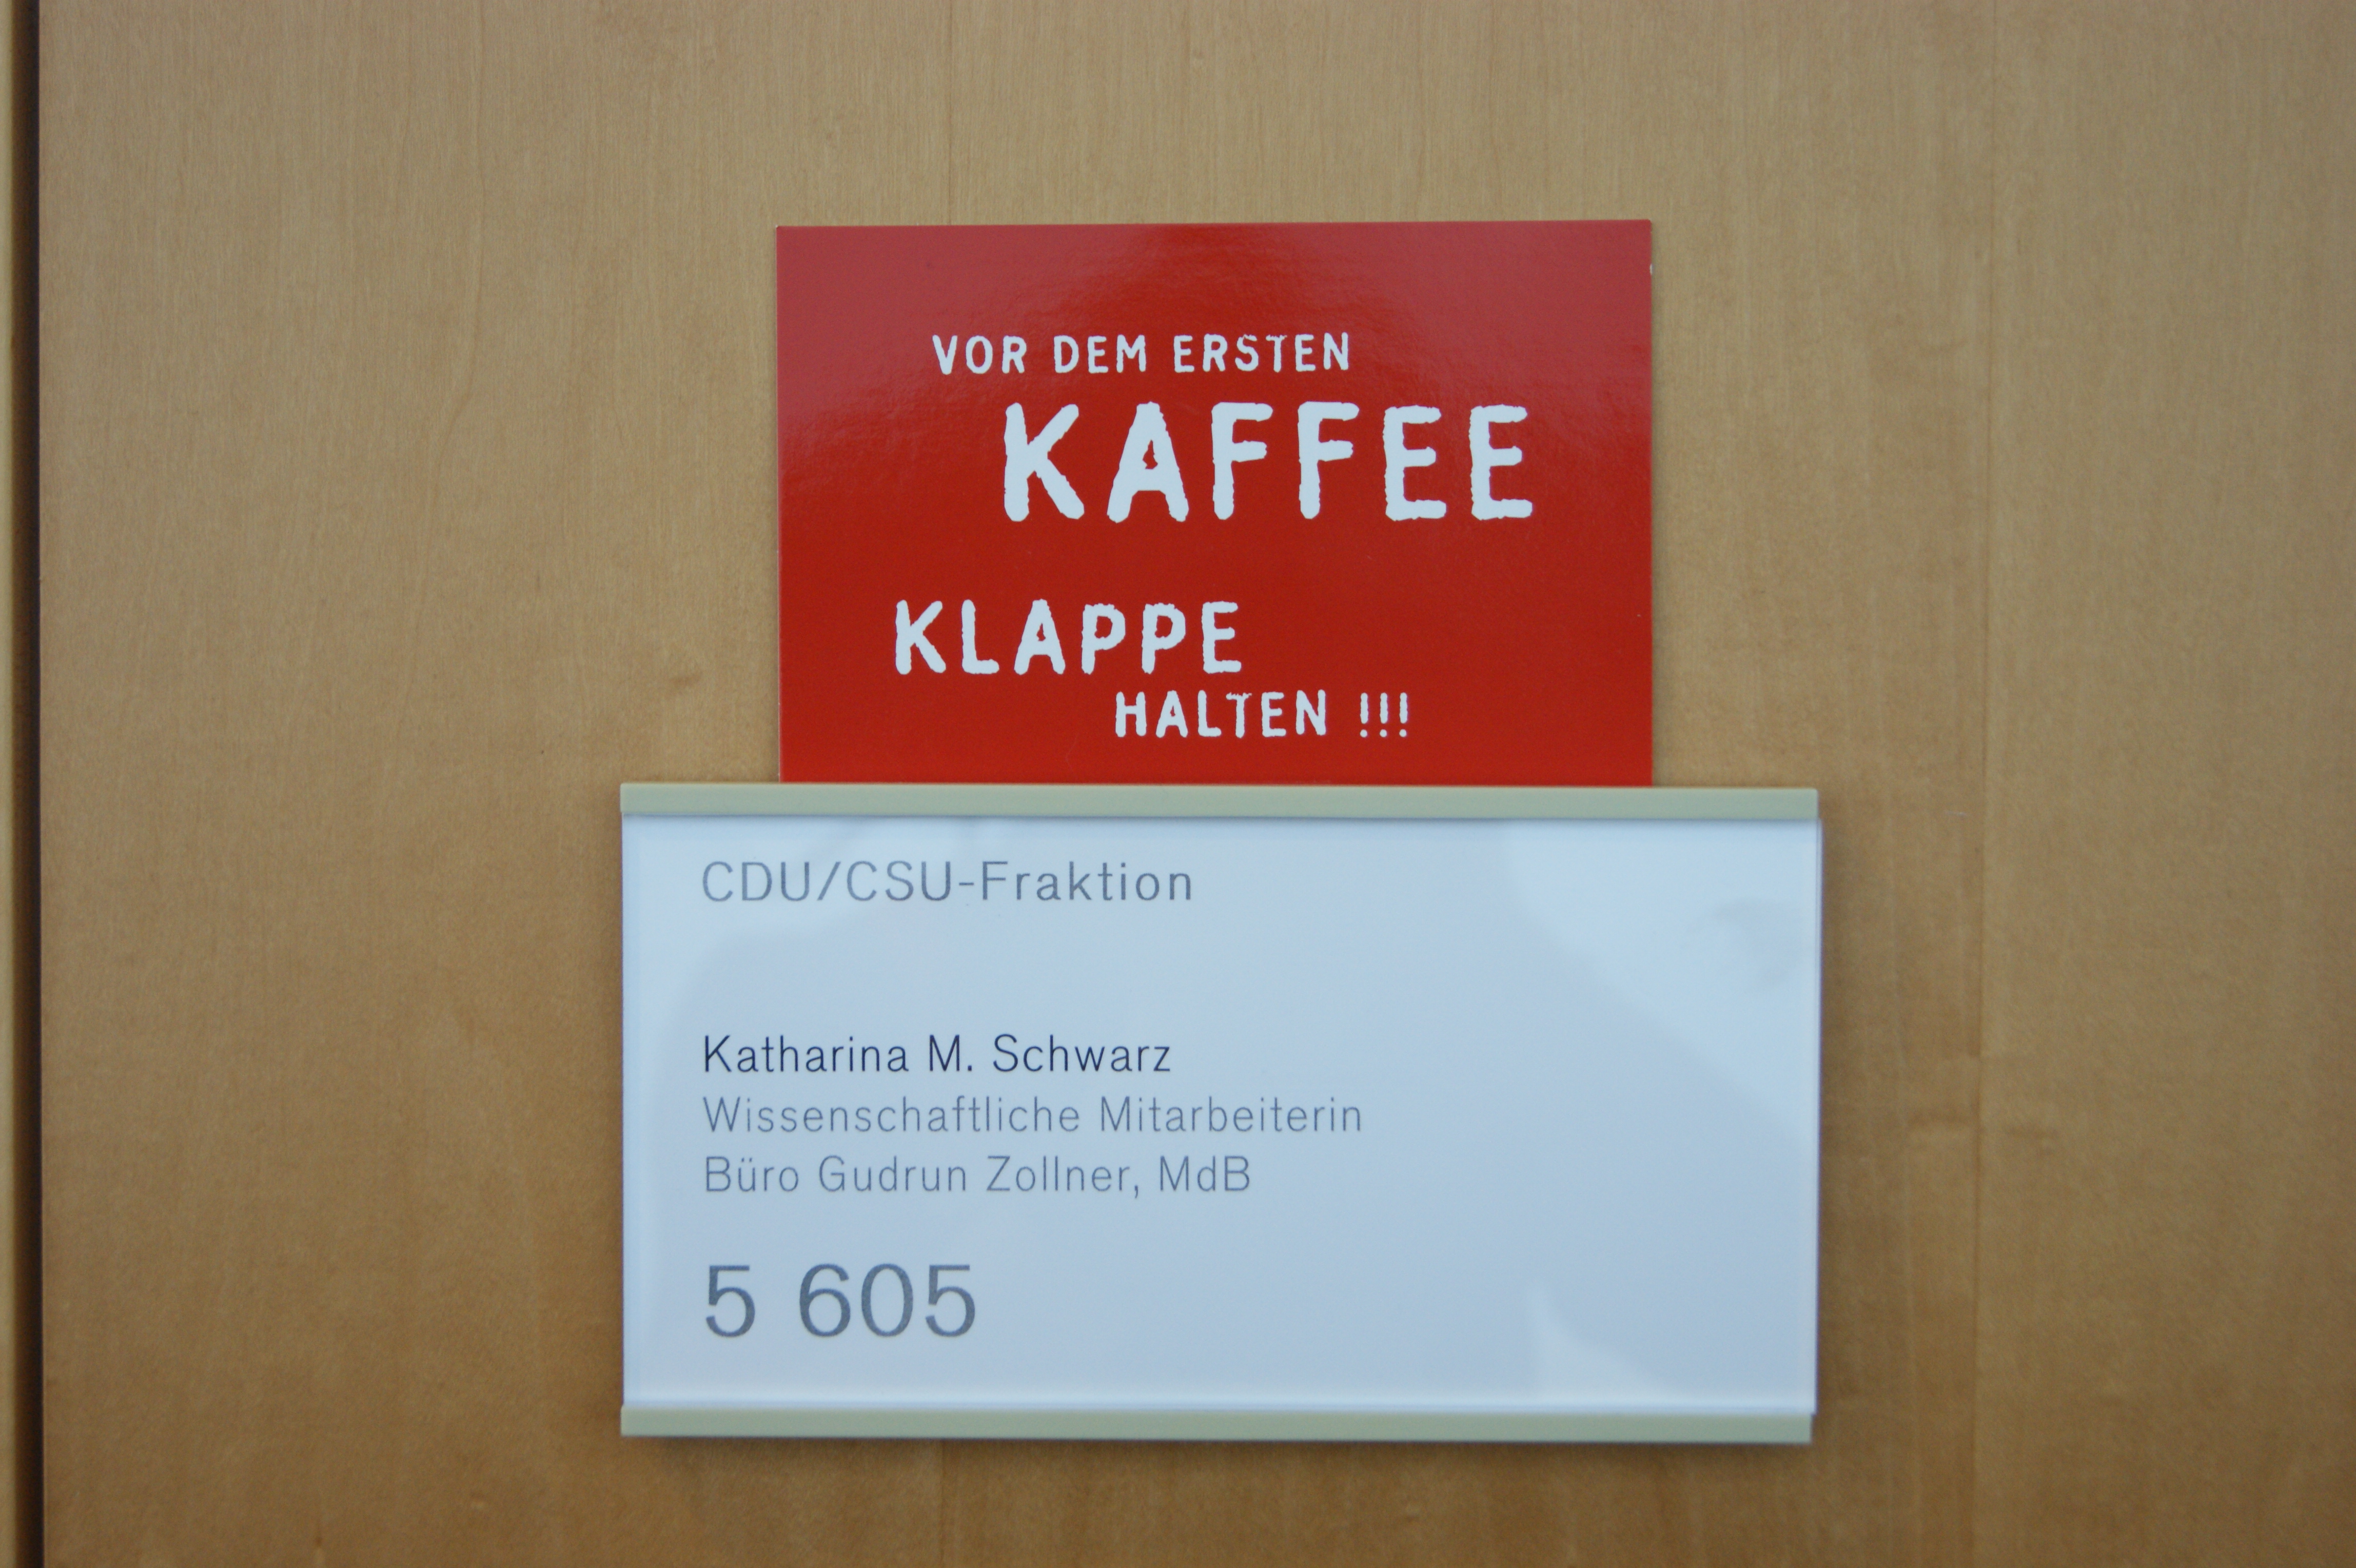 VOR DEM ERSTEN
KAFFEE
KLAPPE
HALTEN !!!
CDU/CSU-Fraktion
Katharina M. Schwarz
Wissenschaftliche Mitarbeiterin
Büro Gudrun Zollner, MdB
5 605